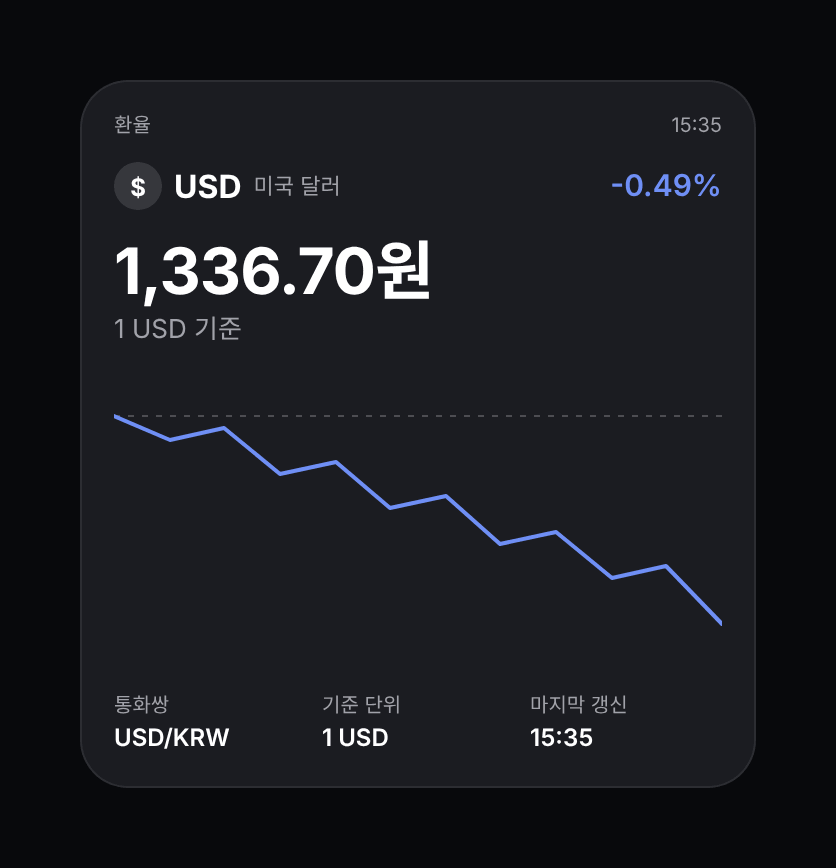 환율 15:35
$ USD 미국 달러 -0.49%
1,336.70원
1 USD 기준
통화쌍 기준 단위 마지막 갱신
USD/KRW 1 USD 15:35